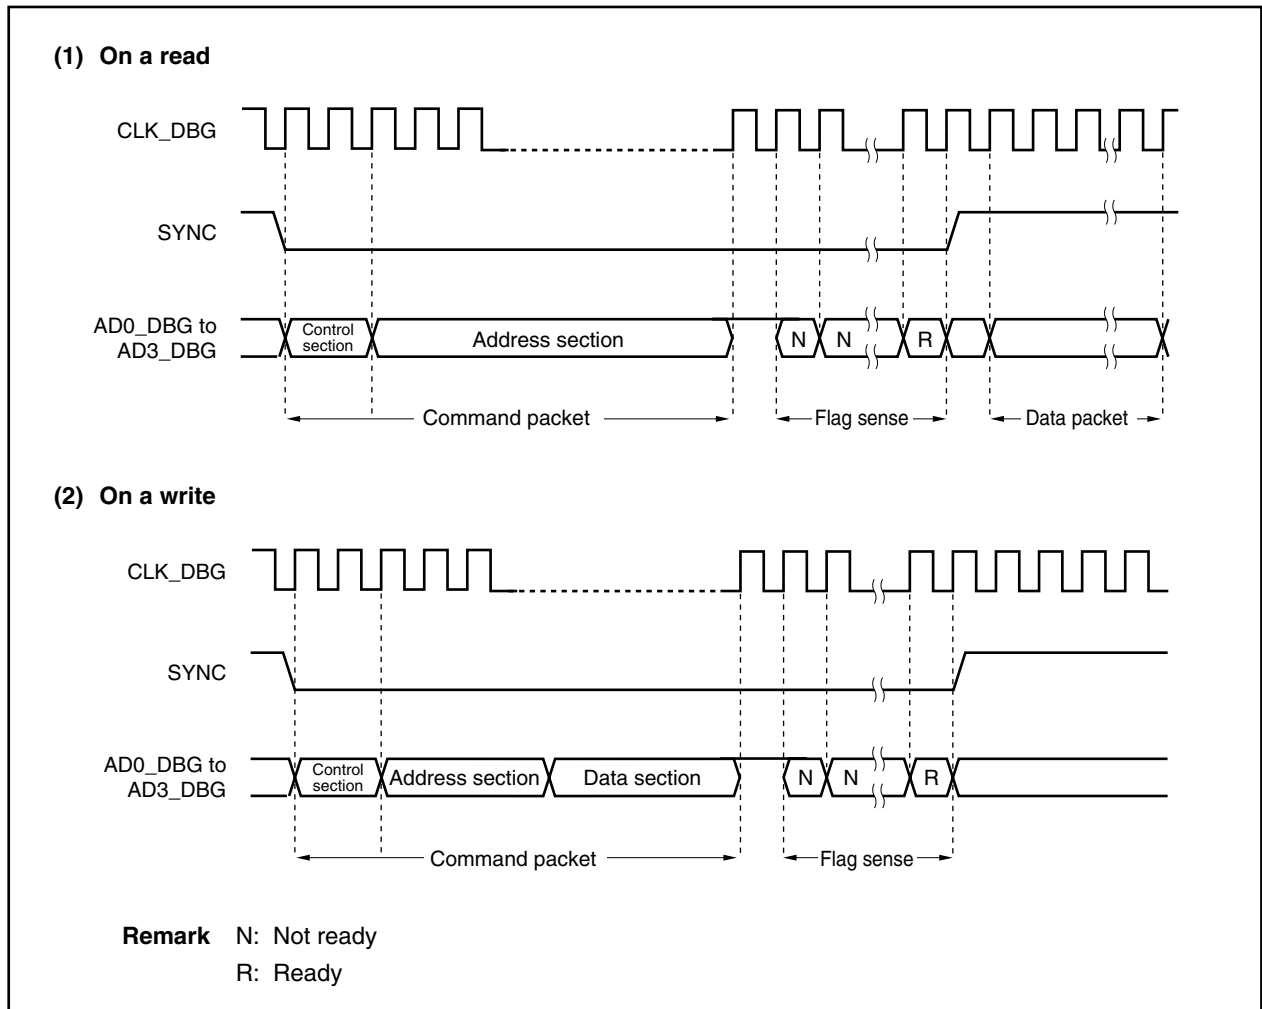 (1) On a read
CLK_DBG
SYNC
AD0_DBG to
AD3_DBG
Control
section
Address section
N
N
R
Command packet
Flag sense
Data packet
(2) On a write
CLK_DBG
SYNC
AD0_DBG to
AD3_DBG
Control
section
Address section
Data section
N
N
R
Command packet
Flag sense
Remark N: Not ready
R: Ready